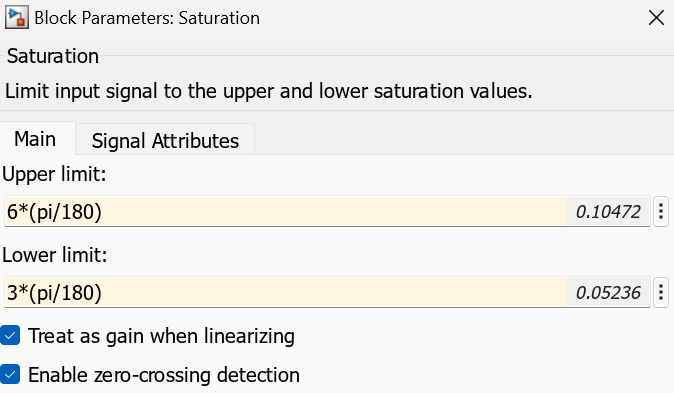 Block Parameters: Saturation
Saturation
Limit input signal to the upper and lower saturation values.
Main Signal Attributes
Upper limit:
6*(pi/180) 0.10472
Lower limit:
3*(pi/180) 0.05236
Treat as gain when linearizing
Enable zero-crossing detection